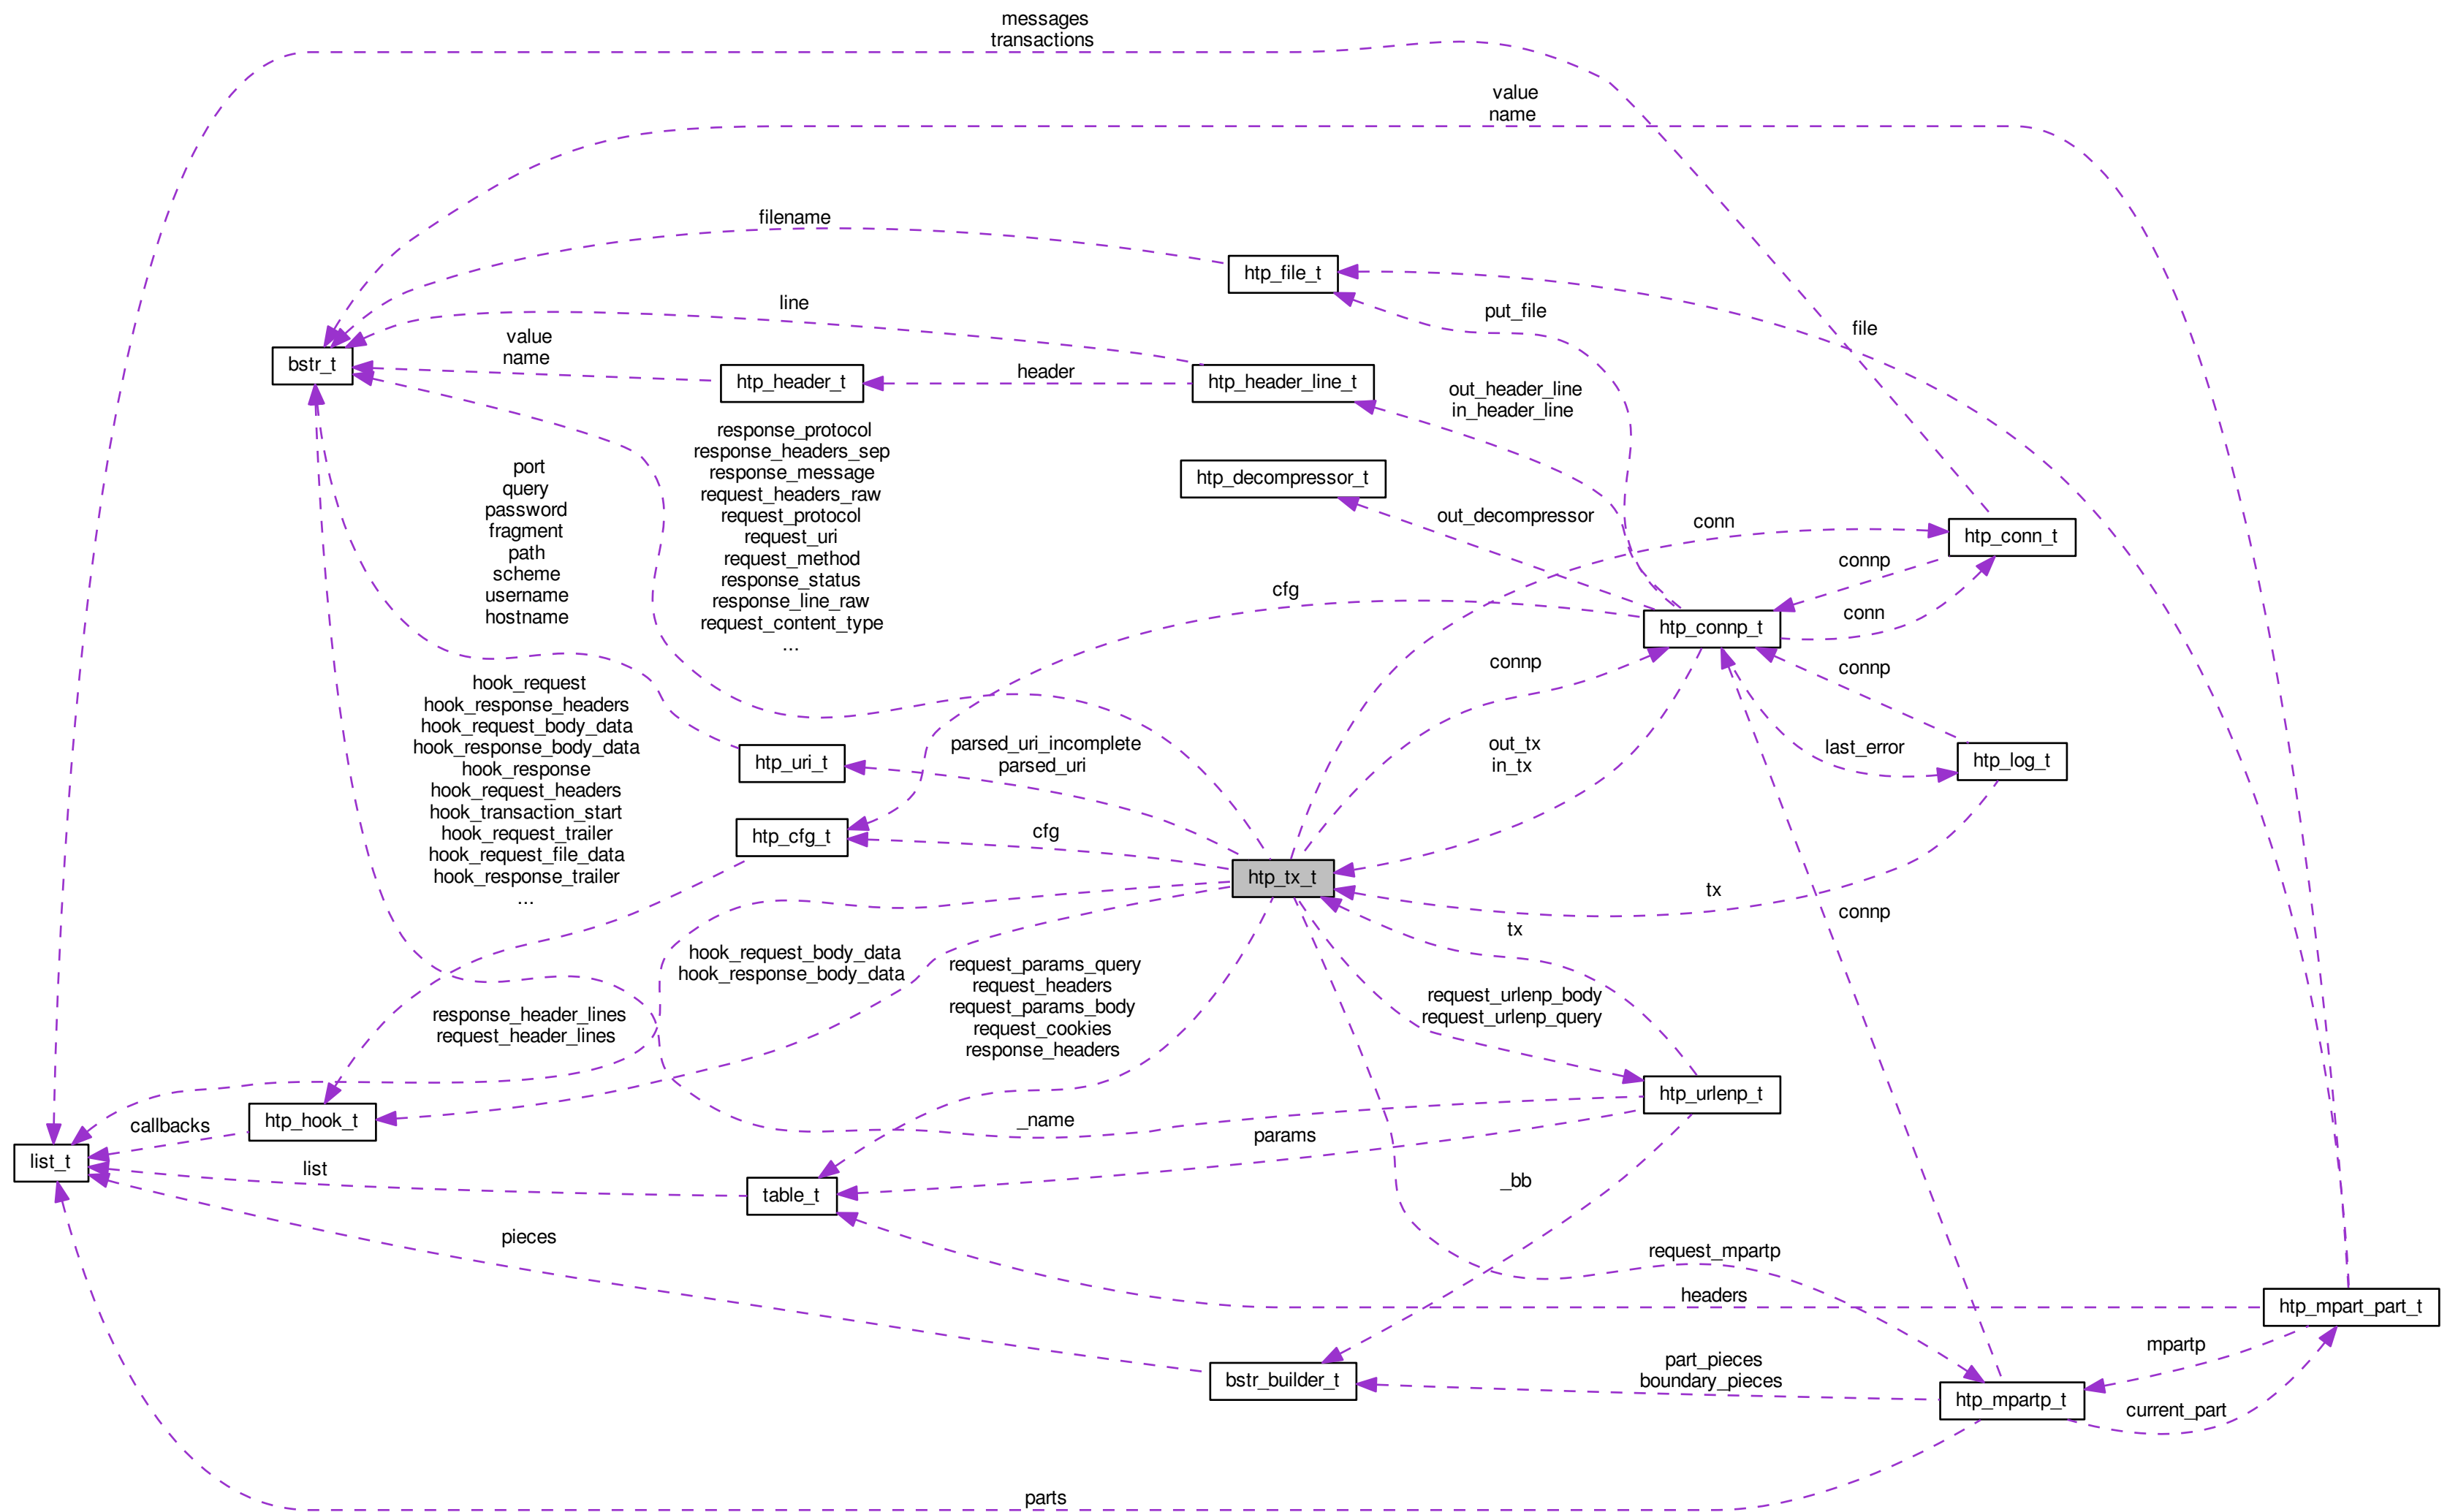 messages
transactions
value
name
filename
htp_file_t
line
put_file
file
value
name
bstr_t
htp_header_t
header
htp_header_line_t
out_header_line
in_header_line
response_protocol
response_headers_sep
response_message
request_headers_raw
request_protocol
request_uri
request_method
response_status
response_line_raw
request_content_type
...
port
query
password
fragment
path
scheme
username
hostname
htp_decompressor_t
out_decompressor
conn
htp_conn_t
connp
cfg
htp_connp_t
conn
connp
connp
hook_request
hook_response_headers
hook_request_body_data
hook_response_body_data
hook_response
hook_request_headers
hook_transaction_start
hook_request_trailer
hook_request_file_data
hook_response_trailer
...
htp_uri_t
parsed_uri_incomplete
parsed_uri
out_tx
in_tx
last_error
htp_log_t
htp_cfg_t
cfg
htp_tx_t
tx
connp
tx
hook_request_body_data
hook_response_body_data
request_params_query
request_headers
request_params_body
request_cookies
response_headers
request_urlenp_body
request_urlenp_query
response_header_lines
request_header_lines
htp_urlenp_t
callbacks
htp_hook_t
_name
params
list_t
list
table_t
_bb
pieces
request_mpartp
headers
htp_mpart_part_t
mpartp
bstr_builder_t
part_pieces
boundary_pieces
htp_mpartp_t
current_part
parts